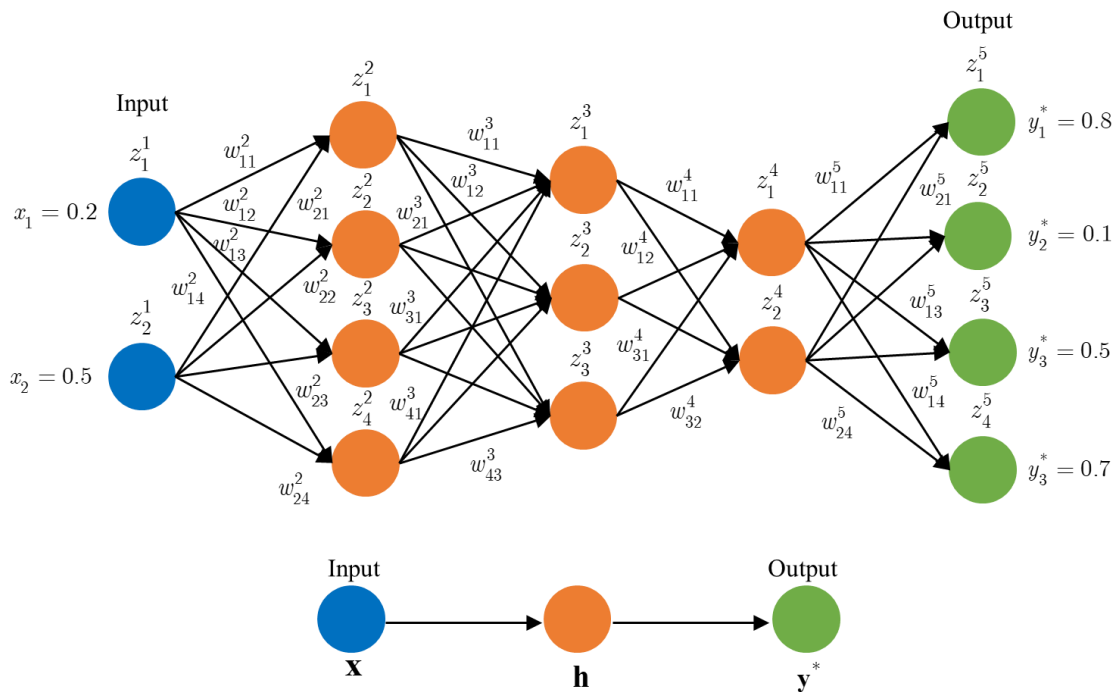 Output
z_1^5
z_1^2
Input
z_1^3
y_1^* = 0.8
w_11^3
z_1^1
w_11^2
w_12^3
z_1^4
w_11^5
z_2^5
w_11^4
z_2^2
w_12^2
w_21^2
w_21^3
w_21^5
x_1 = 0.2
z_2^3
y_2^* = 0.1
w_13^2
w_12^4
w_22^2
z_3^2
w_14^2
z_3^5
w_13^5
z_2^1
w_31^3
z_2^4
w_31^4
y_3^* = 0.5
z_3^3
x_2 = 0.5
w_23^2
w_41^3
w_14^5
z_4^2
w_32^4
w_24^5
z_4^5
w_43^3
y_3^* = 0.7
w_24^2
Input
Output
x
h
y^*